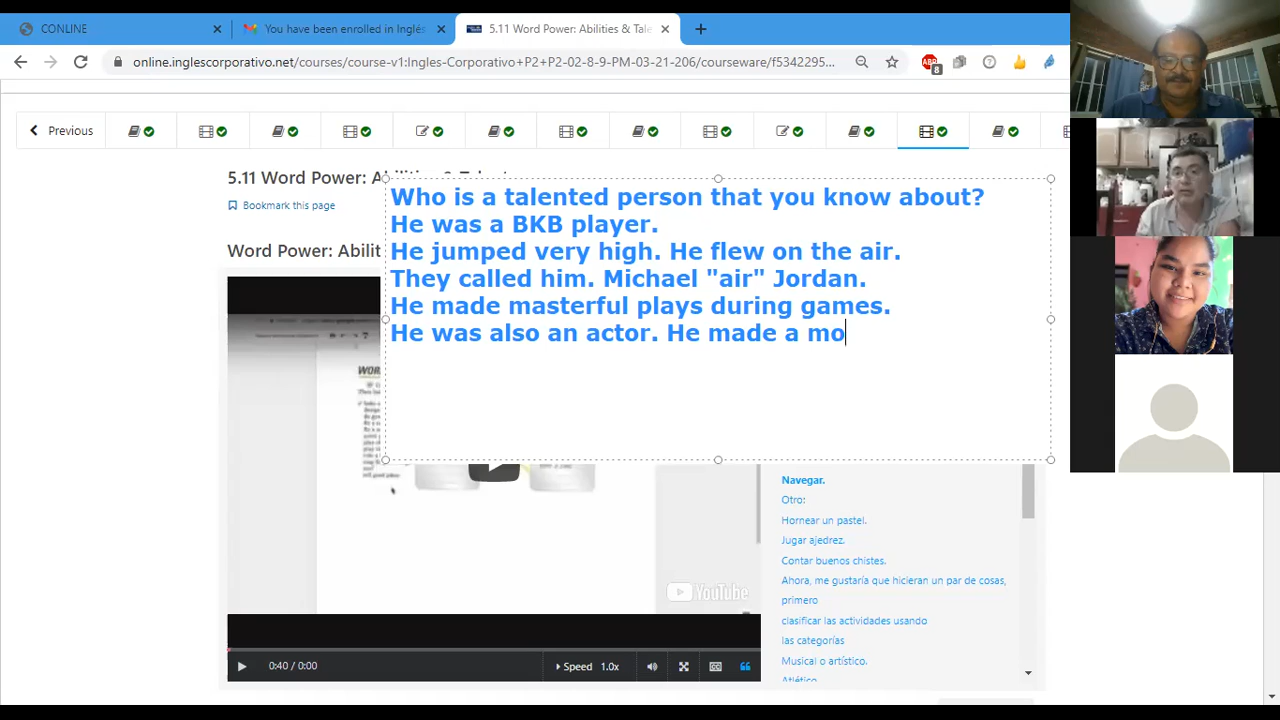 CONLINE
You have been enrolled in Inglés
5.11 Word Power: Abilities & Tale
online.inglescorporativo.net/courses/course-v1:Ingles-Corporativo+P2+P2-02-8-9-PM-03-21-206/courseware/f5342295...
8
Previous
5.11 Word Power:
Bookmark this page
Word Power: Abilit
Who is a talented person that you know about?
He was a BKB player.
He jumped very high. He flew on the air.
They called him. Michael "air" Jordan.
He made masterful plays during games.
He was also an actor. He made a mo
YouTube
0:40 / 0:00
Speed 1.0x
Navegar.
Otro:
Hornear un pastel.
Jugar ajedrez.
Contar buenos chistes.
Ahora, me gustaría que hicieran un par de cosas,
primero
clasificar las actividades usando
las categorías
Musical o artístico.
Atlético